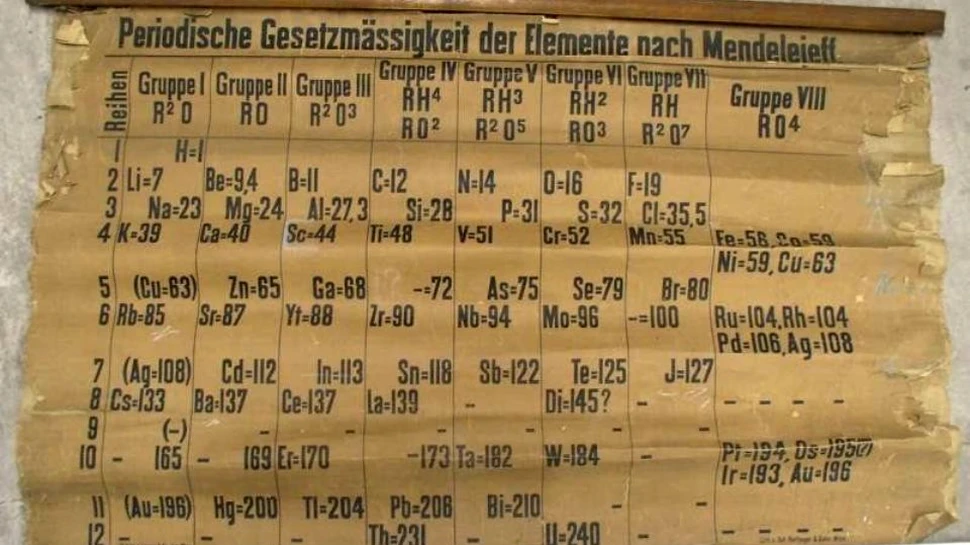 Periodische Gesetzmässigkeit der Elemente nach Mendelejeff.
Reihen Gruppe I R²O Gruppe II RO Gruppe III R²O³ Gruppe IV RH⁴ RO² Gruppe V RH³ R²O⁵ Gruppe VI RH² RO³ Gruppe VII RH R²O⁷ Gruppe VIII RO⁴
1 H=1
2 Li=7 Be=9,4 B=11 C=12 N=14 O=16 F=19
3 Na=23 Mg=24 Al=27,3 Si=28 P=31 S=32 Cl=35,5
4 K=39 Ca=40 Sc=44 Ti=48 V=51 Cr=52 Mn=55 Fe=56, Co=59
Ni=59, Cu=63
5 (Cu=63) Zn=65 Ga=68 -=72 As=75 Se=79 Br=80
6 Rb=85 Sr=87 Yt=88 Zr=90 Nb=94 Mo=96 -=100 Ru=104, Rh=104
Pd=106, Ag=108
7 (Ag=108) Cd=112 In=113 Sn=118 Sb=122 Te=125 J=127
8 Cs=133 Ba=137 Ce=137 La=139 - Di=145? - - - - -
9 (-) - - - - - -
10 - 165 - 169 Er=170 -173 Ta=182 W=184 - Pt=194, Os=195(?)
Ir=193, Au=196
11 (Au=196) Hg=200 Tl=204 Pb=206 Bi=210 - -
12 - - - Th=231 - U=240 - - - - -